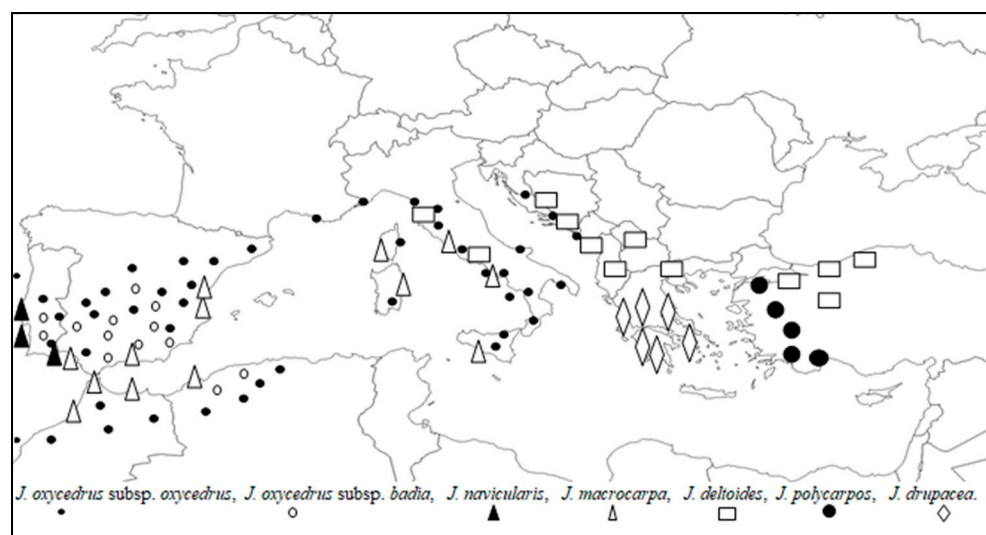 J. oxycedrus subsp. oxycedrus, J. oxycedrus subsp. badia, J. navicularis, J. macrocarpa, J. deltoides, J. polycarpos, J. drupacea.